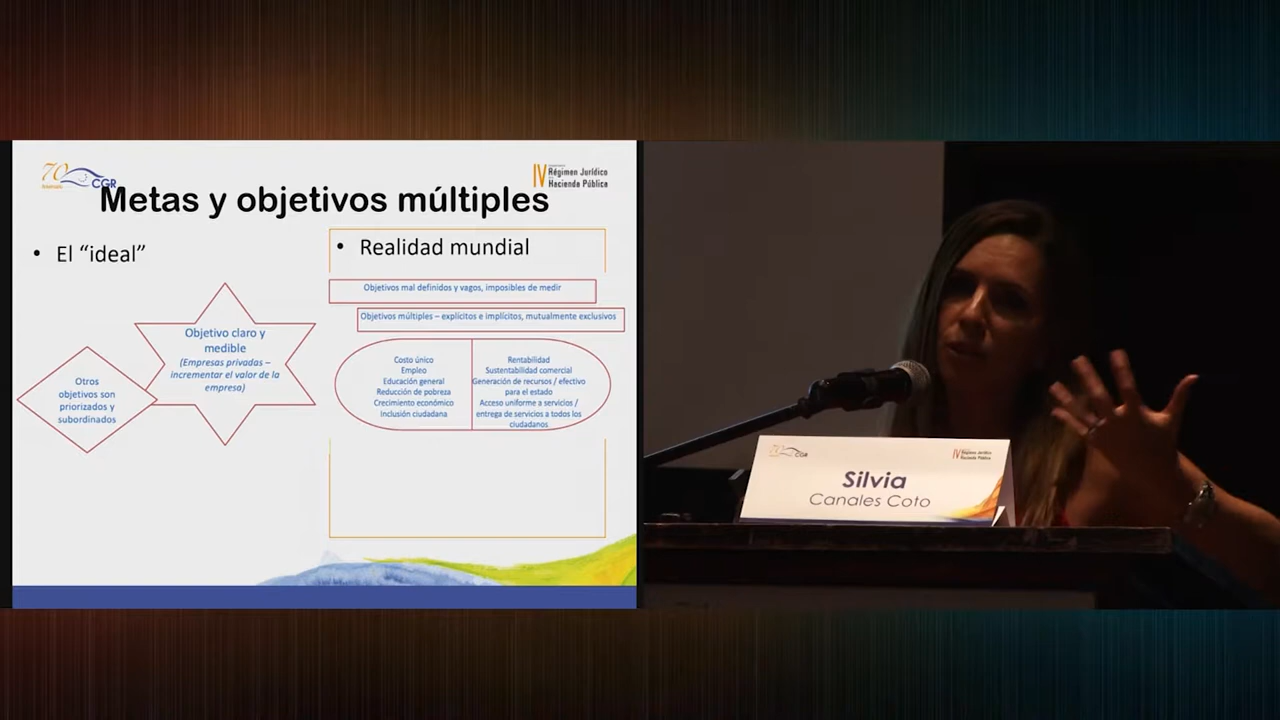 70
CGR
IV
Régimen Jurídico
Hacienda Pública
Metas y objetivos múltiples
• El “ideal”
Objetivo claro y
medible
(Empresas privadas –
incrementar el valor de la
empresa)
Otros
objetivos son
priorizados y
subordinados
• Realidad mundial
Objetivos mal definidos y vagos, imposibles de medir
Objetivos múltiples – explícitos e implícitos, mutualmente exclusivos
Costo único
Empleo
Educación general
Reducción de pobreza
Crecimiento económico
Inclusión ciudadana
Rentabilidad
Sustentabilidad comercial
Generación de recursos / efectivo
para el estado
Acceso uniforme a servicios /
entrega de servicios a todos los
ciudadanos
CGR
IV
Régimen Jurídico
Hacienda Pública
Silvia
Canales Coto